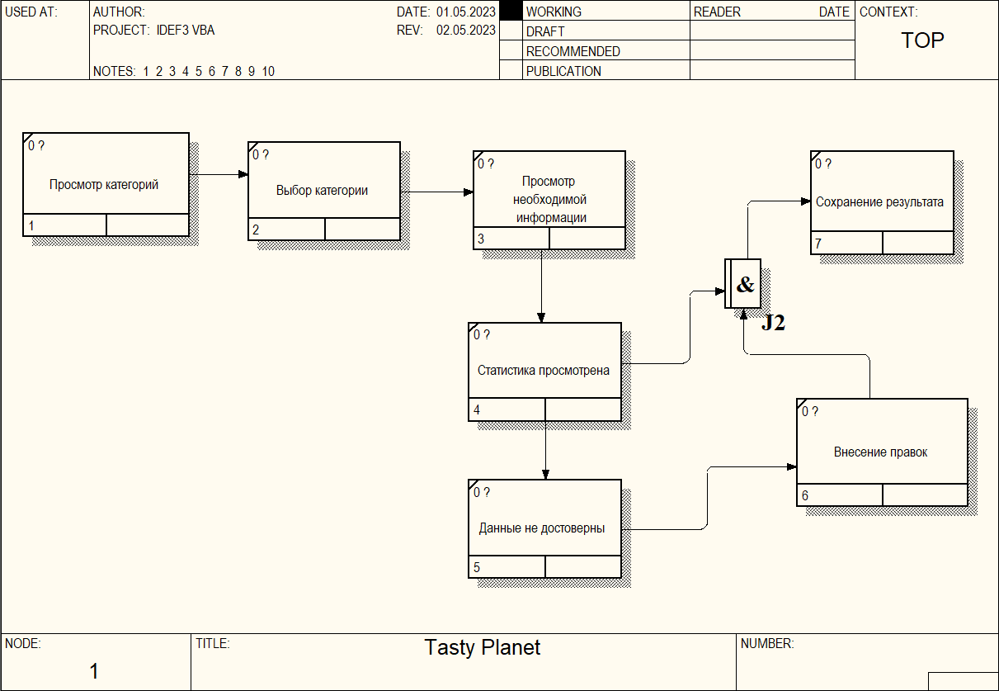 USED AT:
AUTHOR:
DATE: 01.05.2023
PROJECT: IDEF3 VBA
REV: 02.05.2023
NOTES: 1 2 3 4 5 6 7 8 9 10
WORKING
DRAFT
RECOMMENDED
PUBLICATION
READER
DATE
CONTEXT:
TOP
0 ?
Просмотр категорий
1
0 ?
Выбор категории
2
0 ?
Просмотр
необходимой
информации
3
0 ?
Сохранение результата
7
&
J2
0 ?
Статистика просмотрена
4
0 ?
Внесение правок
6
0 ?
Данные не достоверны
5
NODE:
1
TITLE:
Tasty Planet
NUMBER: